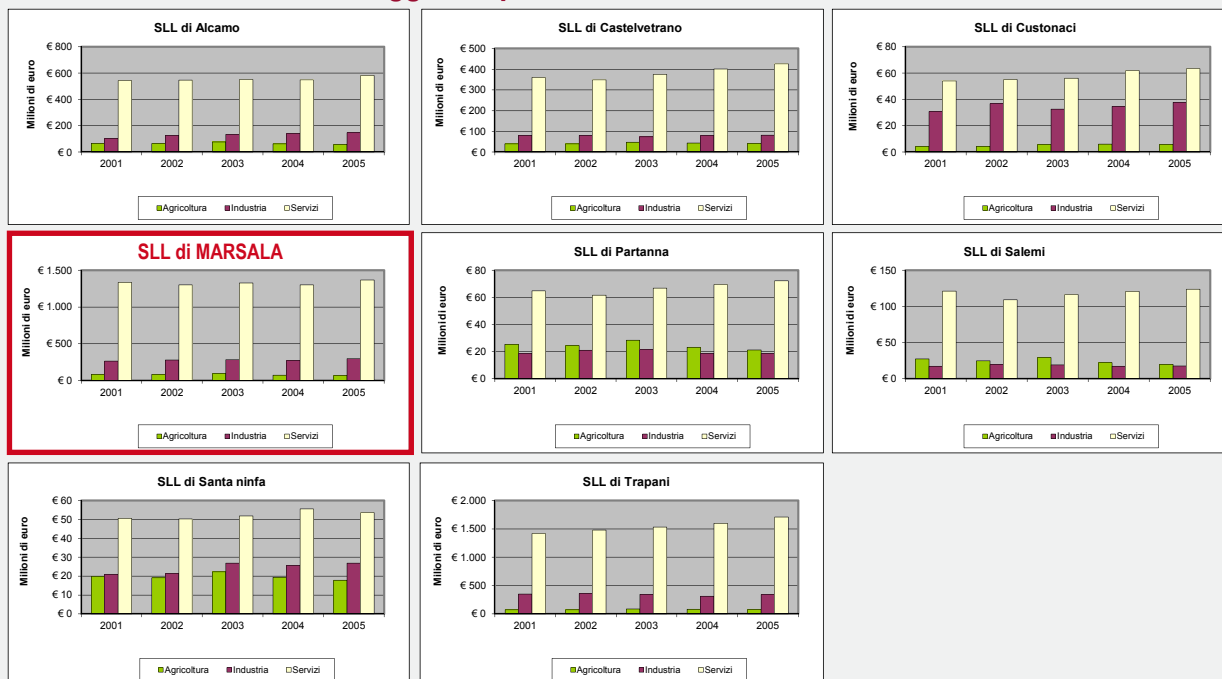 SLL di Alcamo
Milioni di euro
€ 800
€ 600
€ 400
€ 200
€ 0
2001 2002 2003 2004 2005
Agricoltura Industria Servizi
SLL di Castelvetrano
Milioni di euro
€ 500
€ 400
€ 300
€ 200
€ 100
€ 0
2001 2002 2003 2004 2005
Agricoltura Industria Servizi
SLL di Custonaci
Milioni di euro
€ 80
€ 60
€ 40
€ 20
€ 0
2001 2002 2003 2004 2005
Agricoltura Industria Servizi
SLL di MARSALA
Milioni di euro
€ 1.500
€ 1.000
€ 500
€ 0
2001 2002 2003 2004 2005
Agricoltura Industria Servizi
SLL di Partanna
Milioni di euro
€ 80
€ 60
€ 40
€ 20
€ 0
2001 2002 2003 2004 2005
Agricoltura Industria Servizi
SLL di Salemi
Milioni di euro
€ 150
€ 100
€ 50
€ 0
2001 2002 2003 2004 2005
Agricoltura Industria Servizi
SLL di Santa ninfa
Milioni di euro
€ 60
€ 50
€ 40
€ 30
€ 20
€ 10
€ 0
2001 2002 2003 2004 2005
Agricoltura Industria Servizi
SLL di Trapani
Milioni di euro
€ 2.000
€ 1.500
€ 1.000
€ 500
€ 0
2001 2002 2003 2004 2005
Agricoltura Industria Servizi